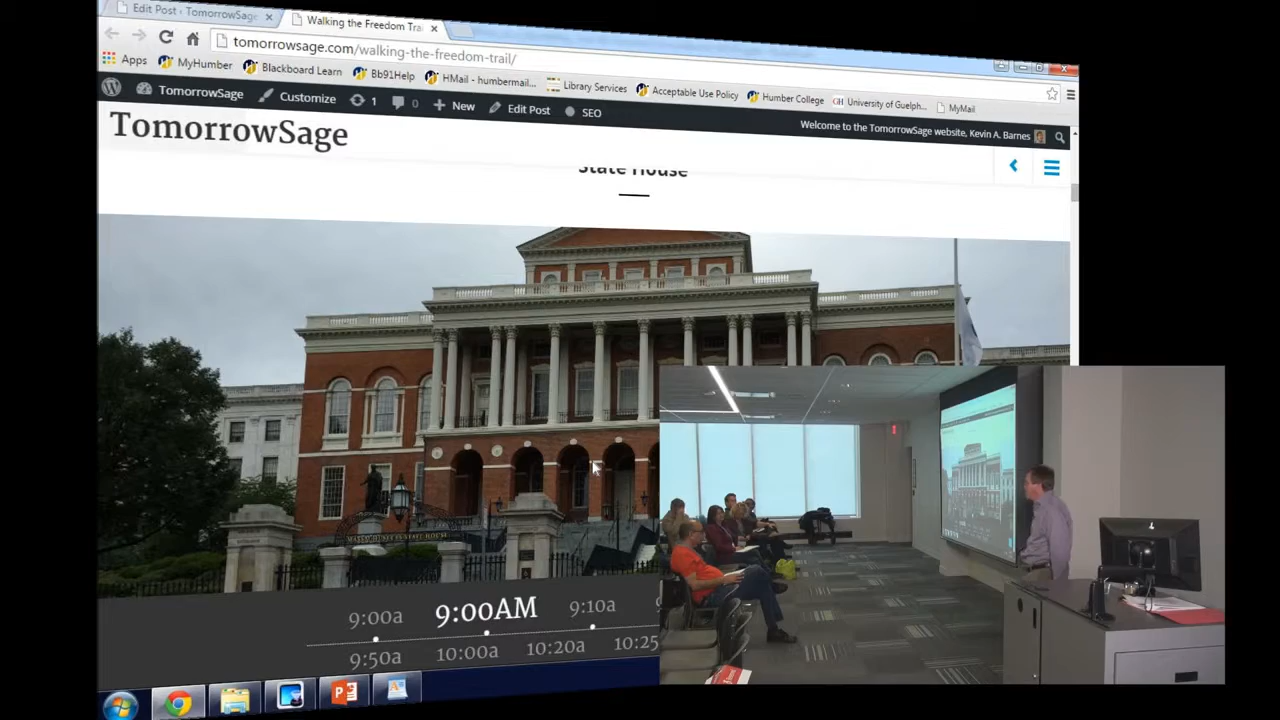 Edit Post ‹ TomorrowSage
Walking the Freedom Trai
tomorrowsage.com/walking-the-freedom-trail/
Apps MyHumber Blackboard Learn Bb91Help HMail - humbermail... Library Services Acceptable Use Policy Humber College University of Guelph... MyMail
TomorrowSage Customize 1 0 New Edit Post SEO Welcome to the TomorrowSage website, Kevin A. Barnes
TomorrowSage
State House
9:00a 9:00AM 9:10a
9:50a 10:00a 10:20a 10:25